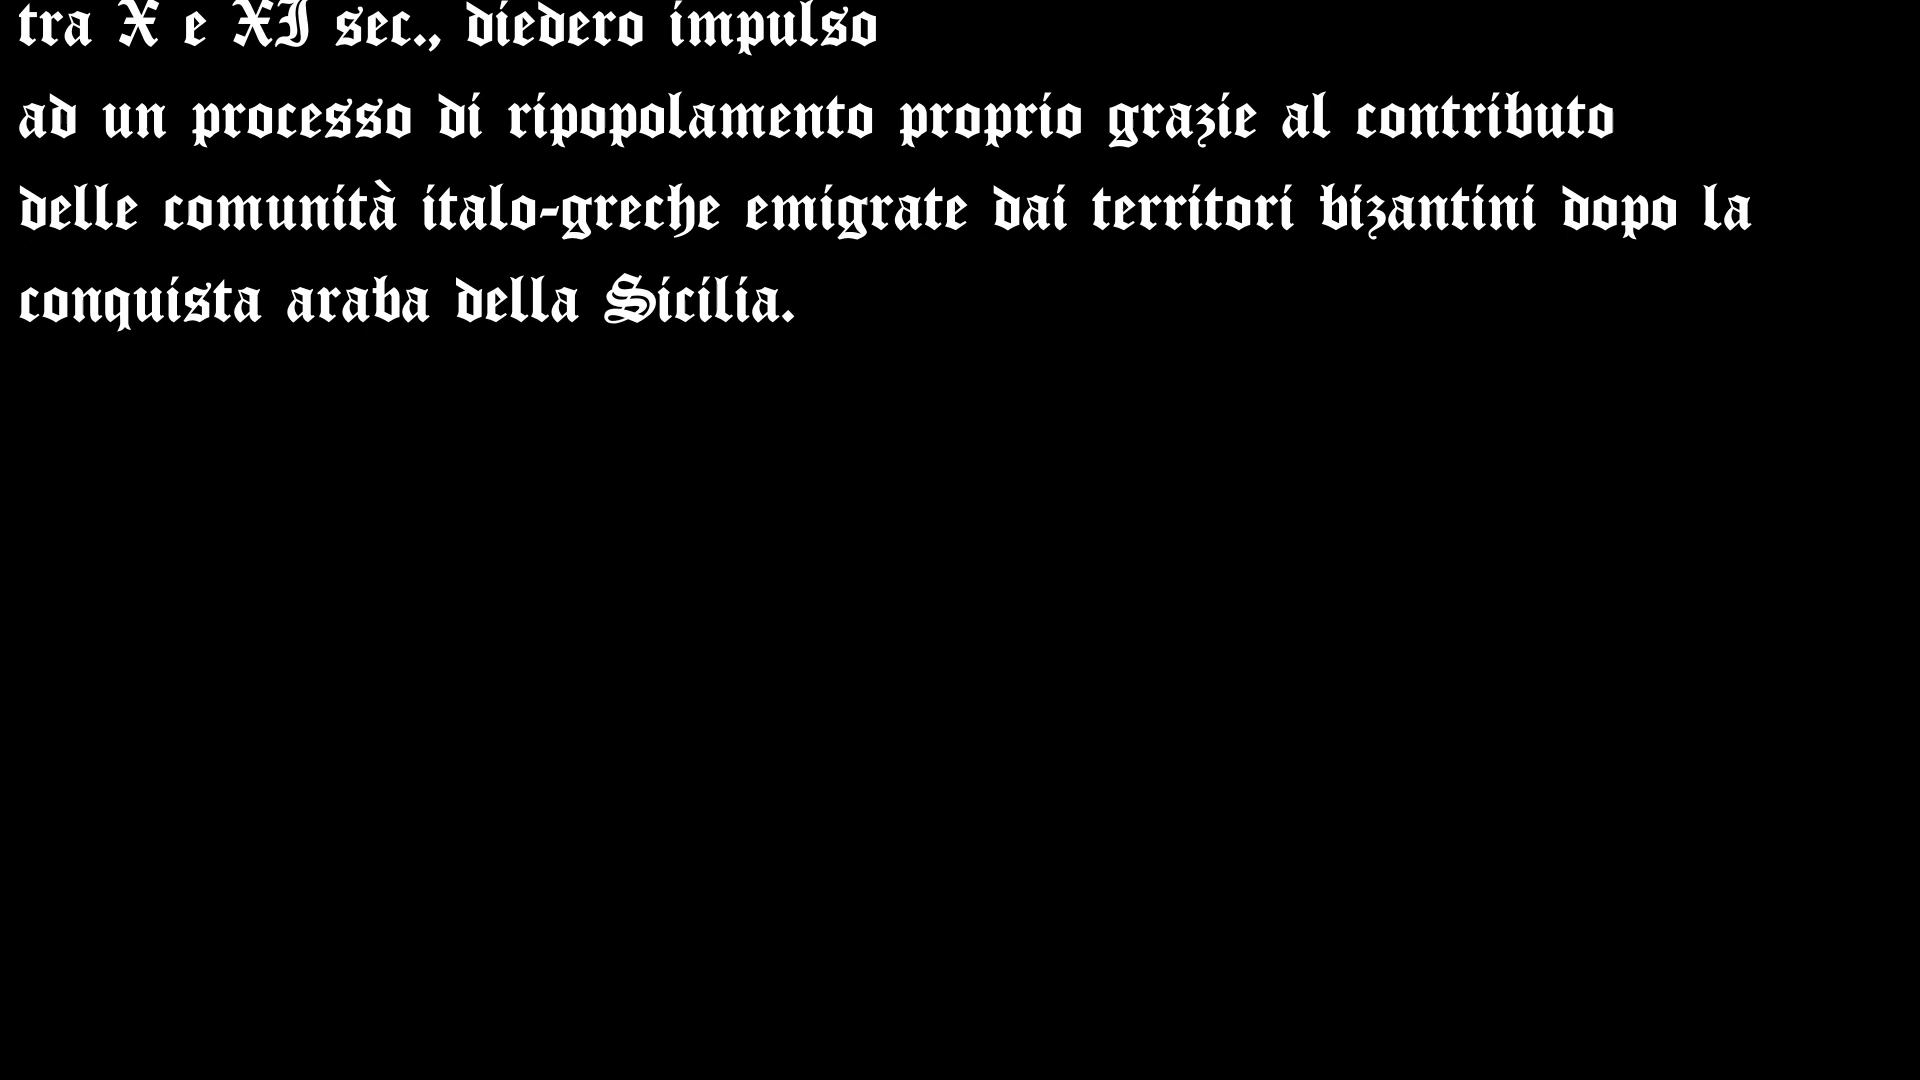 tra X e XI sec., diedero impulso
ad un processo di ripopolamento proprio grazie al contributo
delle comunità italo-greche emigrate dai territori bizantini dopo la
conquista araba della Sicilia.